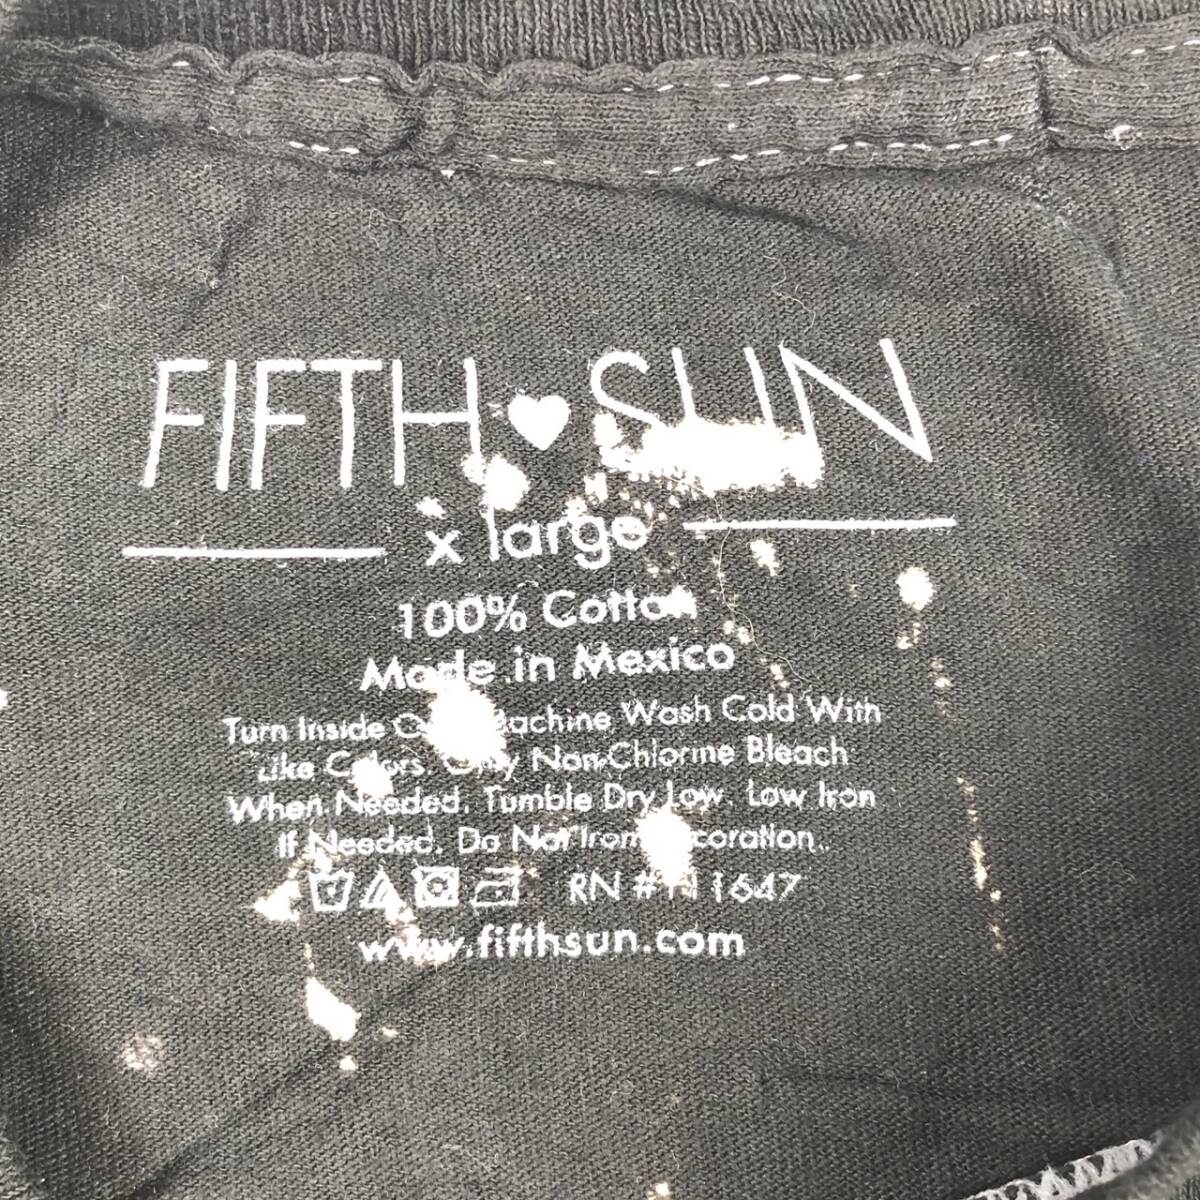 FIFTH SUN
x large
100% Cotton
Made in Mexico
Turn Inside Machine Wash Cold With
Like Colors. Only Non-Chlorine Bleach
When Needed. Tumble Dry Low. Low Iron
If Needed. Do Not Iron
RN
www.fifthsun.com